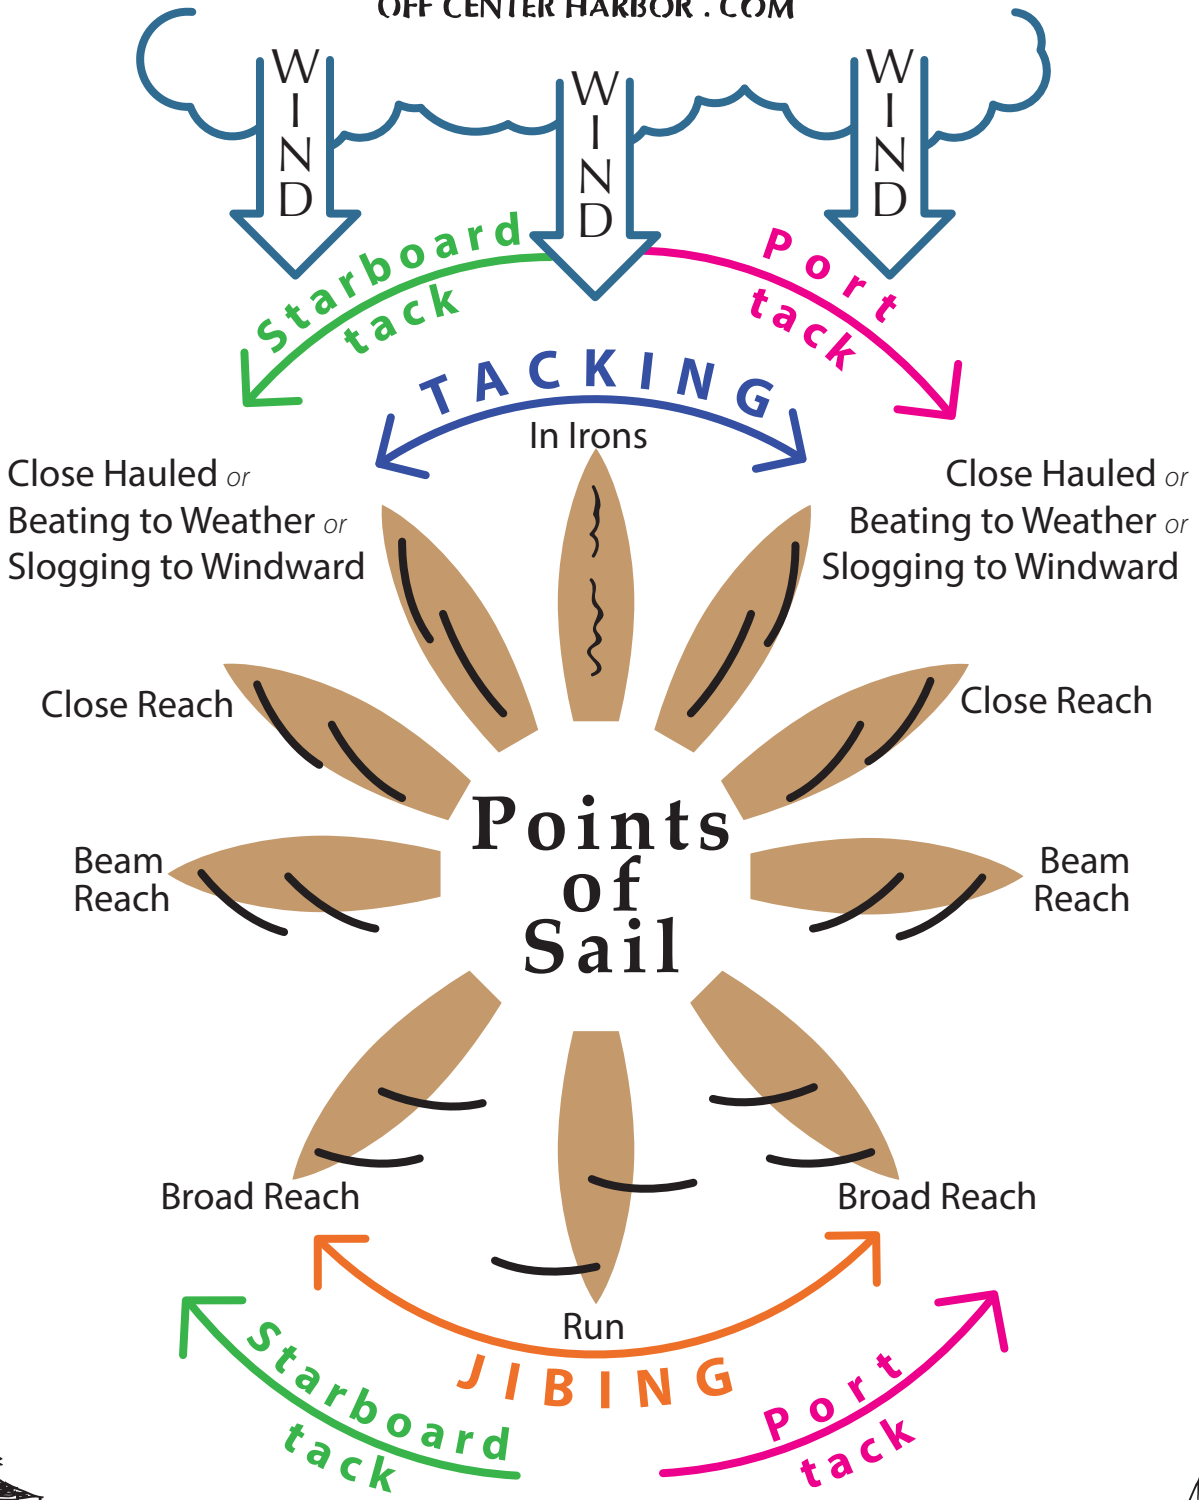 OFF CENTER HARBOR . COM
WIND
WIND
WIND
Starboard
tack
Port
tack
TACKING
In Irons
Close Hauled or
Beating to Weather or
Slogging to Windward
Close Hauled or
Beating to Weather or
Slogging to Windward
Close Reach
Close Reach
Points
of
Sail
Beam
Reach
Beam
Reach
Broad Reach
Broad Reach
Run
JIBING
Starboard
tack
Port
tack